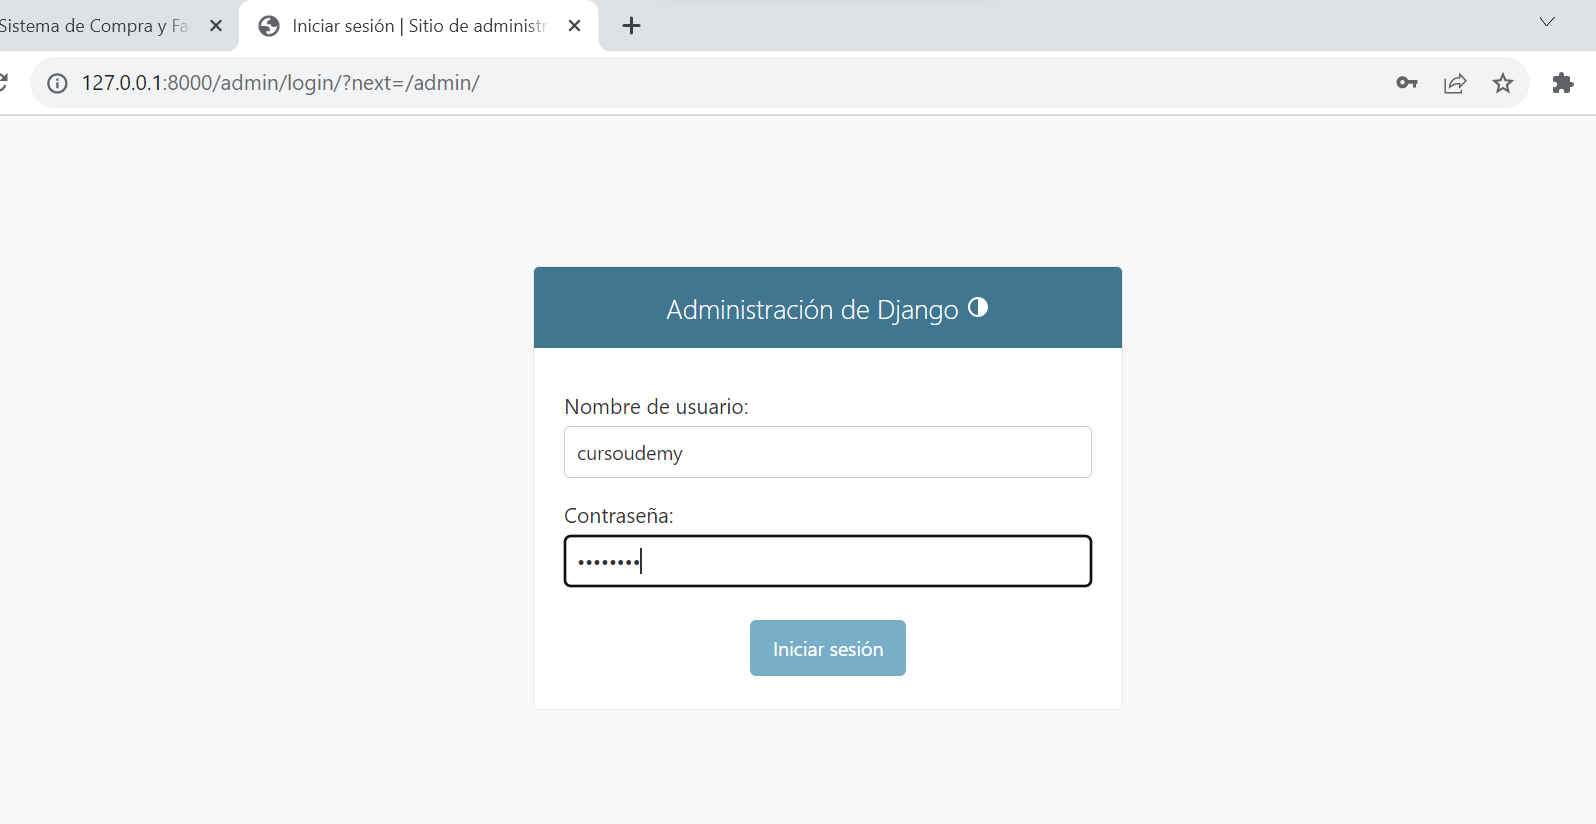 Sistema de Compra y Fa
Iniciar sesión | Sitio de administr
127.0.0.1:8000/admin/login/?next=/admin/
Administración de Django
Nombre de usuario:
cursoudemy
Contraseña:
••••••••
Iniciar sesión